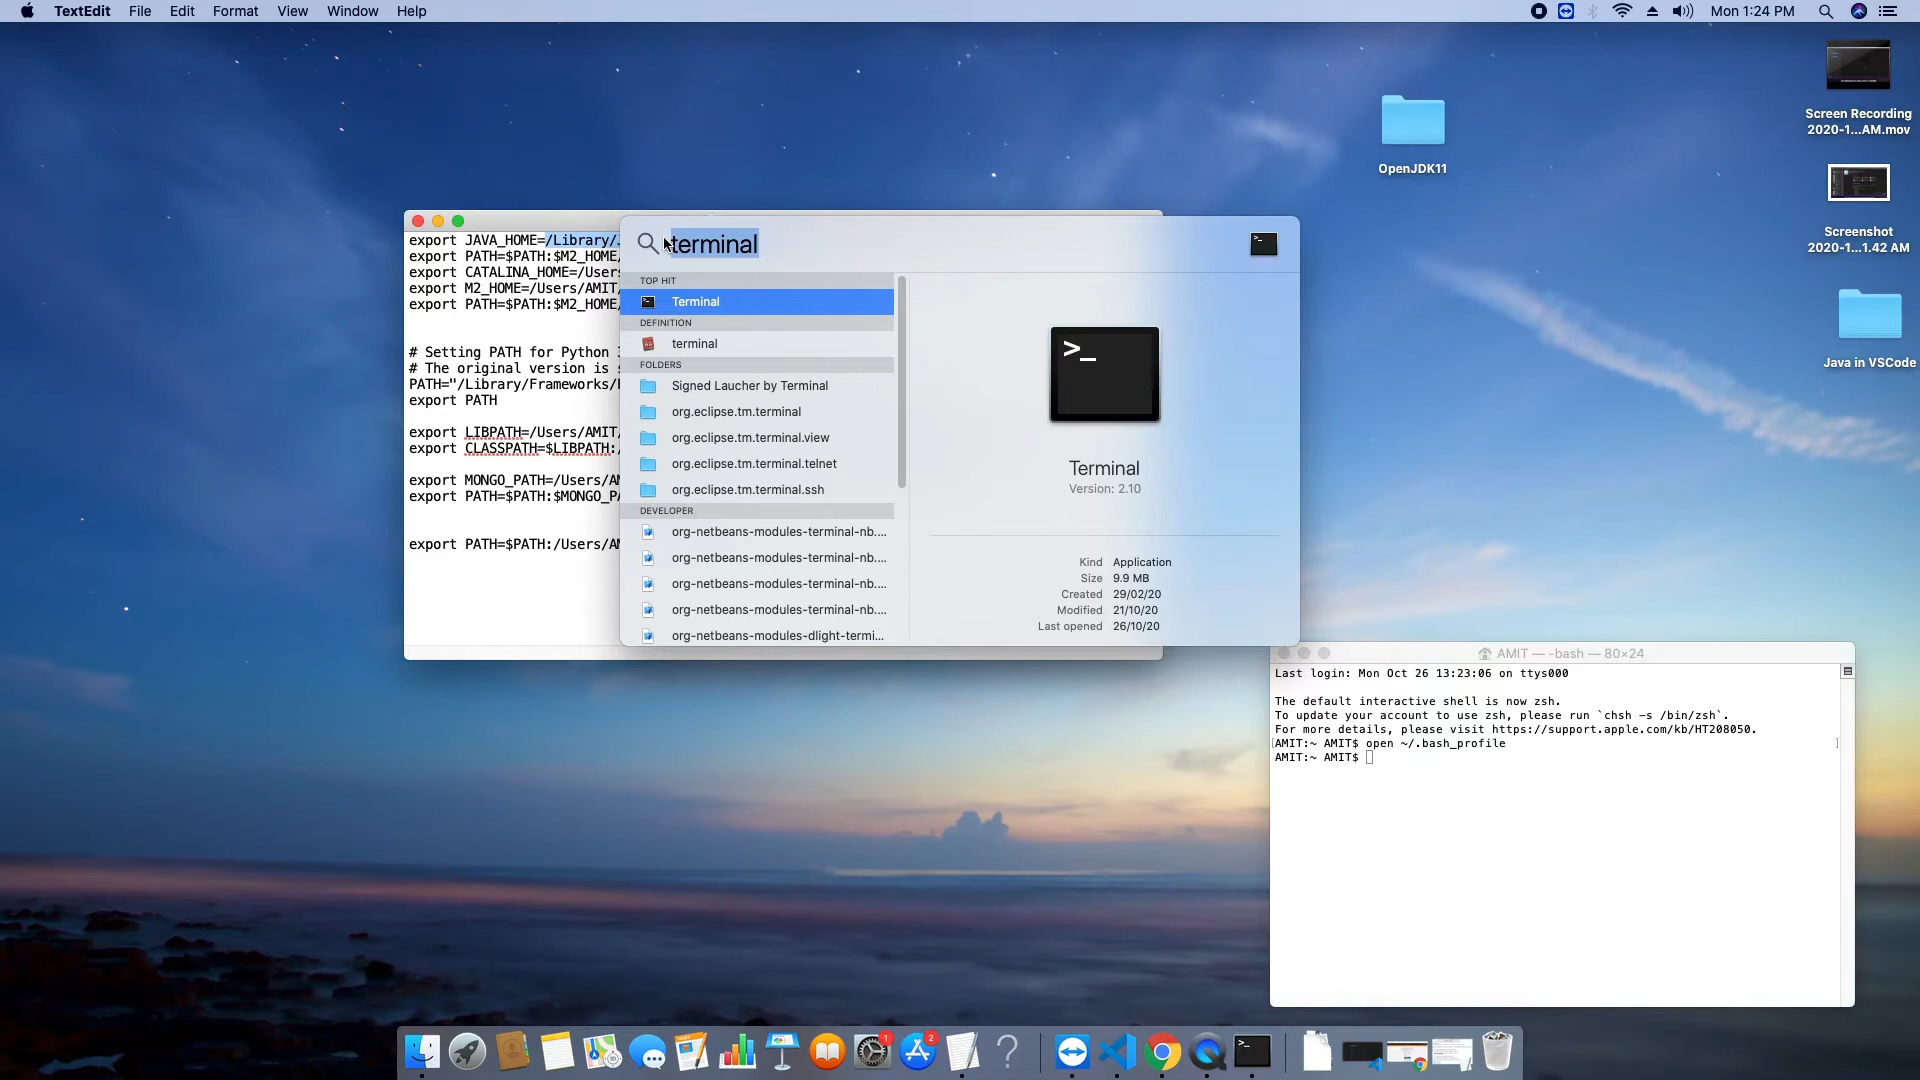 TextEdit File Edit Format View Window Help
Mon 1:24 PM
Screen Recording
2020-1...AM.mov
OpenJDK11
Screenshot
2020-1...1.42 AM
Java in VSCode
export JAVA_HOME=/Library/
export PATH=$PATH:$M2_HOME/
export CATALINA_HOME=/Users
export M2_HOME=/Users/AMIT/
export PATH=$PATH:$M2_HOME/
# Setting PATH for Python
# The original version is
PATH="/Library/Frameworks/
export PATH
export LIBPATH=/Users/AMIT/
export CLASSPATH=$LIBPATH:
export MONGO_PATH=/Users/AM
export PATH=$PATH:$MONGO_PA
export PATH=$PATH:/Users/AM
terminal
TOP HIT
Terminal
DEFINITION
terminal
FOLDERS
Signed Laucher by Terminal
org.eclipse.tm.terminal
org.eclipse.tm.terminal.view
org.eclipse.tm.terminal.telnet
org.eclipse.tm.terminal.ssh
DEVELOPER
org-netbeans-modules-terminal-nb....
org-netbeans-modules-terminal-nb....
org-netbeans-modules-terminal-nb....
org-netbeans-modules-terminal-nb....
org-netbeans-modules-dlight-termi...
>_
Terminal
Version: 2.10
Kind Application
Size 9.9 MB
Created 29/02/20
Modified 21/10/20
Last opened 26/10/20
AMIT — -bash — 80×24
Last login: Mon Oct 26 13:23:06 on ttys000
The default interactive shell is now zsh.
To update your account to use zsh, please run `chsh -s /bin/zsh`.
For more details, please visit https://support.apple.com/kb/HT208050.
[AMIT:~ AMIT$ open ~/.bash_profile ]
AMIT:~ AMIT$
1
2